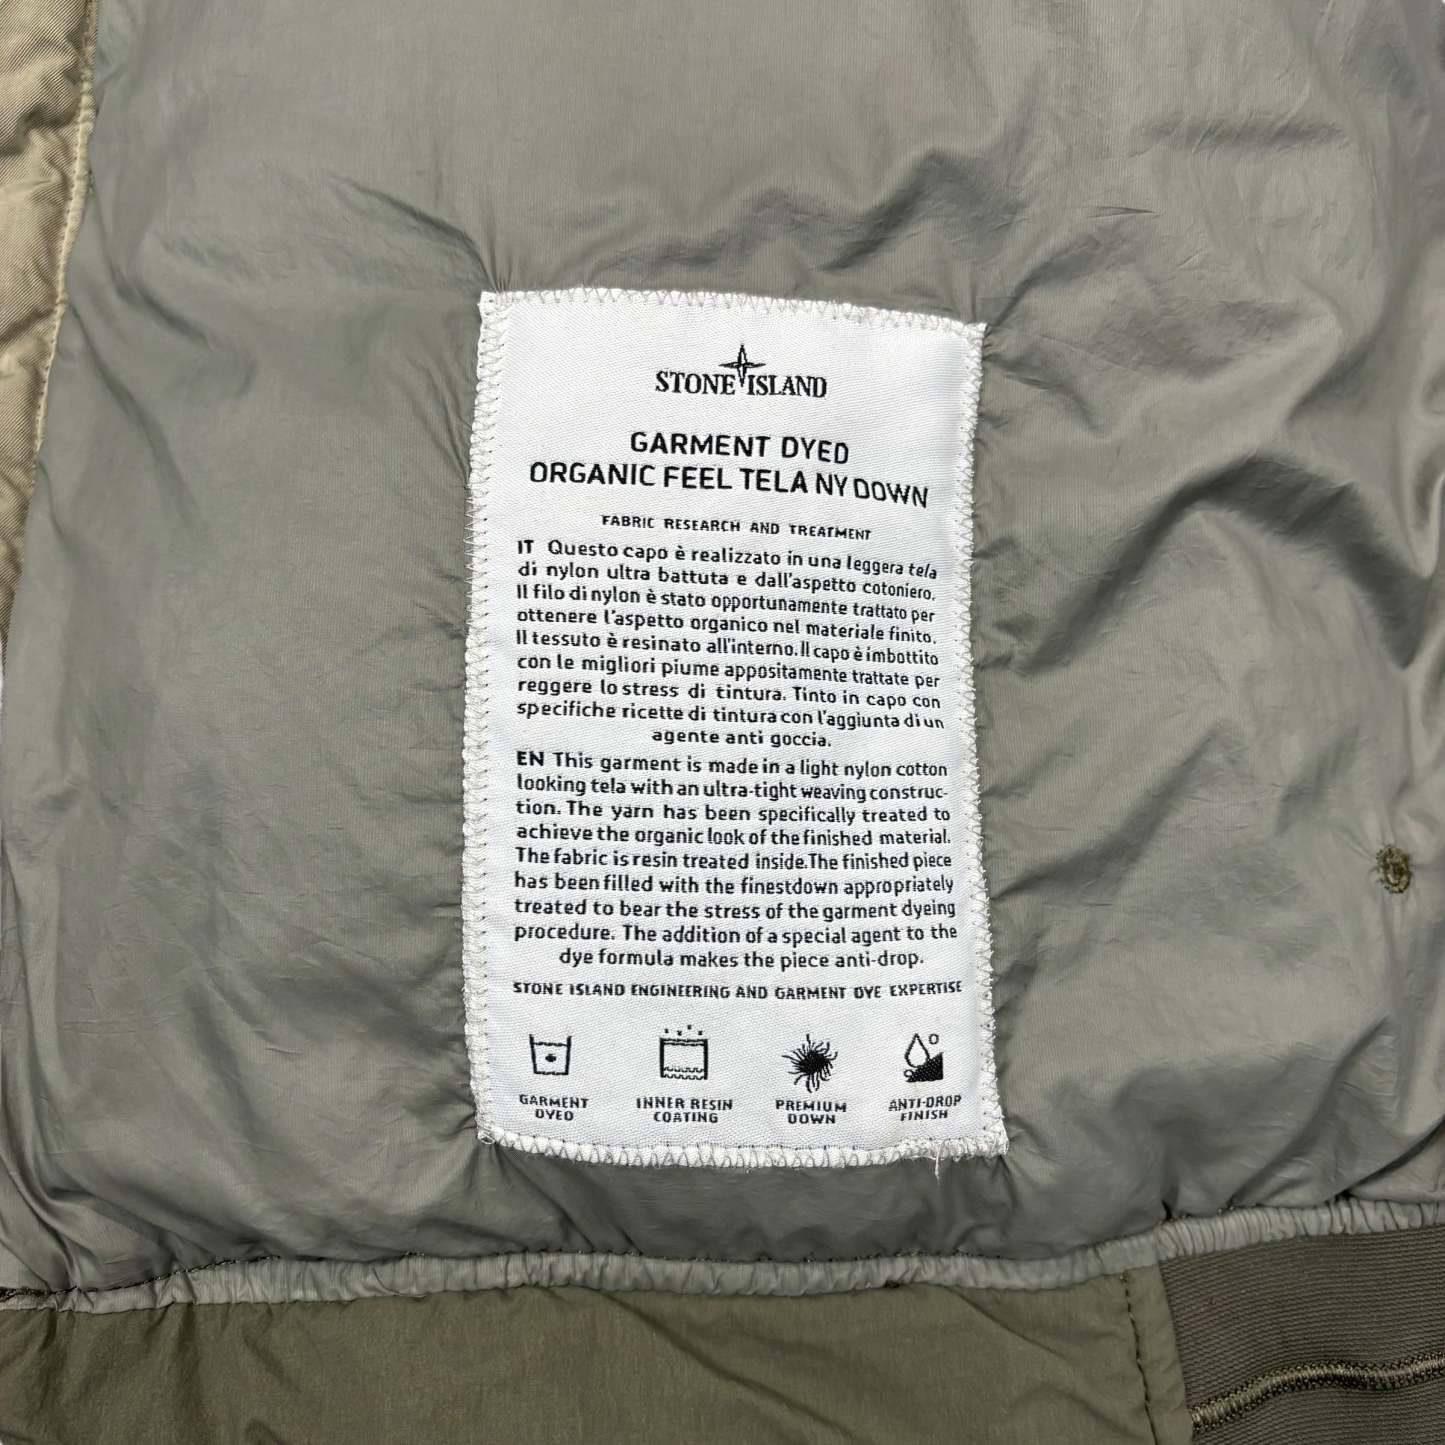 STONE ISLAND
GARMENT DYED
ORGANIC FEEL TELA NY DOWN
FABRIC RESEARCH AND TREATMENT
IT Questo capo è realizzato in una leggera tela
di nylon ultra battuta e dall'aspetto cotoniero.
Il filo di nylon è stato opportunamente trattato per
ottenere l'aspetto organico nel materiale finito.
Il tessuto è resinato all'interno. Il capo è imbottito
con le migliori piume appositamente trattate per
reggere lo stress di tintura. Tinto in capo con
specifiche ricette di tintura con l'aggiunta di un
agente anti goccia.
EN This garment is made in a light nylon cotton
looking tela with an ultra-tight weaving construc-
tion. The yarn has been specifically treated to
achieve the organic look of the finished material.
The fabric is resin treated inside. The finished piece
has been filled with the finestdown appropriately
treated to bear the stress of the garment dyeing
procedure. The addition of a special agent to the
dye formula makes the piece anti-drop.
STONE ISLAND ENGINEERING AND GARMENT DYE EXPERTISE
GARMENT DYED
INNER RESIN COATING
PREMIUM DOWN
ANTI-DROP FINISH